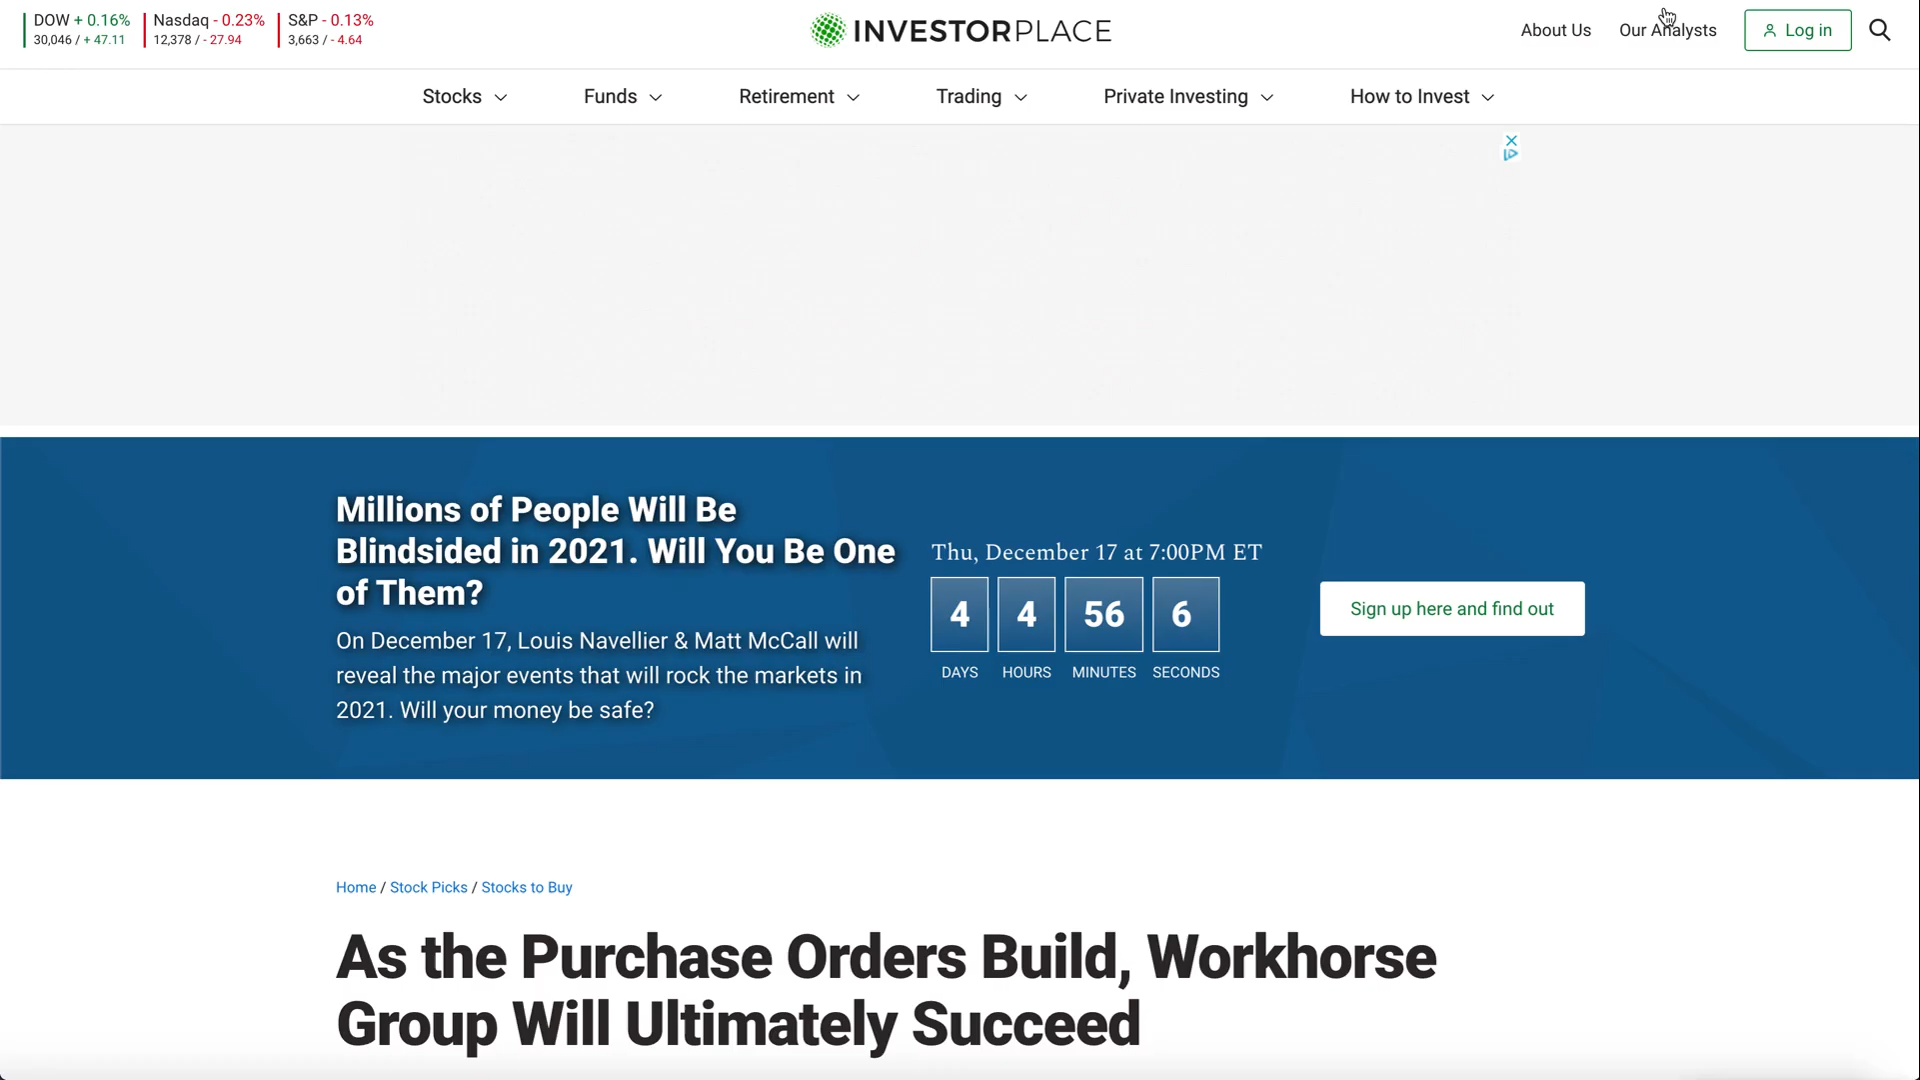 DOW + 0.16% Nasdaq - 0.23% S&P - 0.13%
30,046 / + 47.11 12,378 / - 27.94 3,663 / - 4.64
INVESTORPLACE
About Us Our Analysts Log in
Stocks Funds Retirement Trading Private Investing How to Invest
Millions of People Will Be
Blindsided in 2021. Will You Be One
of Them?
On December 17, Louis Navellier & Matt McCall will
reveal the major events that will rock the markets in
2021. Will your money be safe?
Thu, December 17 at 7:00PM ET
4 4 56 6
DAYS HOURS MINUTES SECONDS
Sign up here and find out
Home / Stock Picks / Stocks to Buy
As the Purchase Orders Build, Workhorse
Group Will Ultimately Succeed